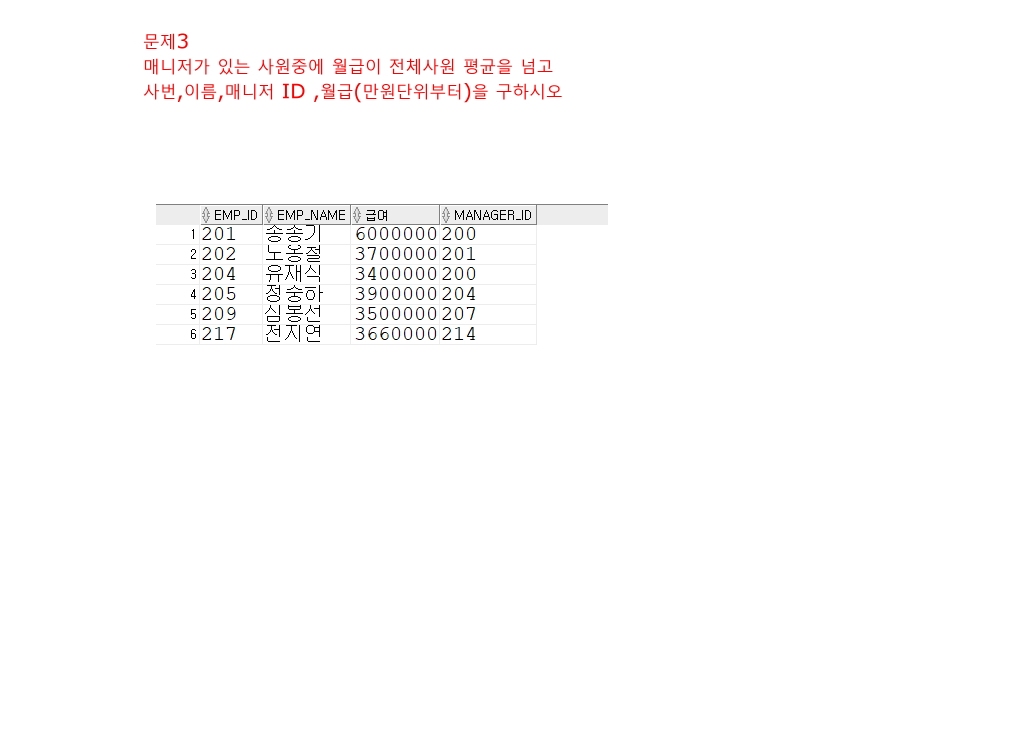 문제3
매니저가 있는 사원중에 월급이 전체사원 평균을 넘고
사번,이름,매니저 ID ,월급(만원단위부터)을 구하시오
EMP_ID EMP_NAME 급여 MANAGER_ID
1 201 송송기 6000000 200
2 202 노옹철 3700000 201
3 204 유재식 3400000 200
4 205 정중하 3900000 204
5 209 심봉선 3500000 207
6 217 전지연 3660000 214